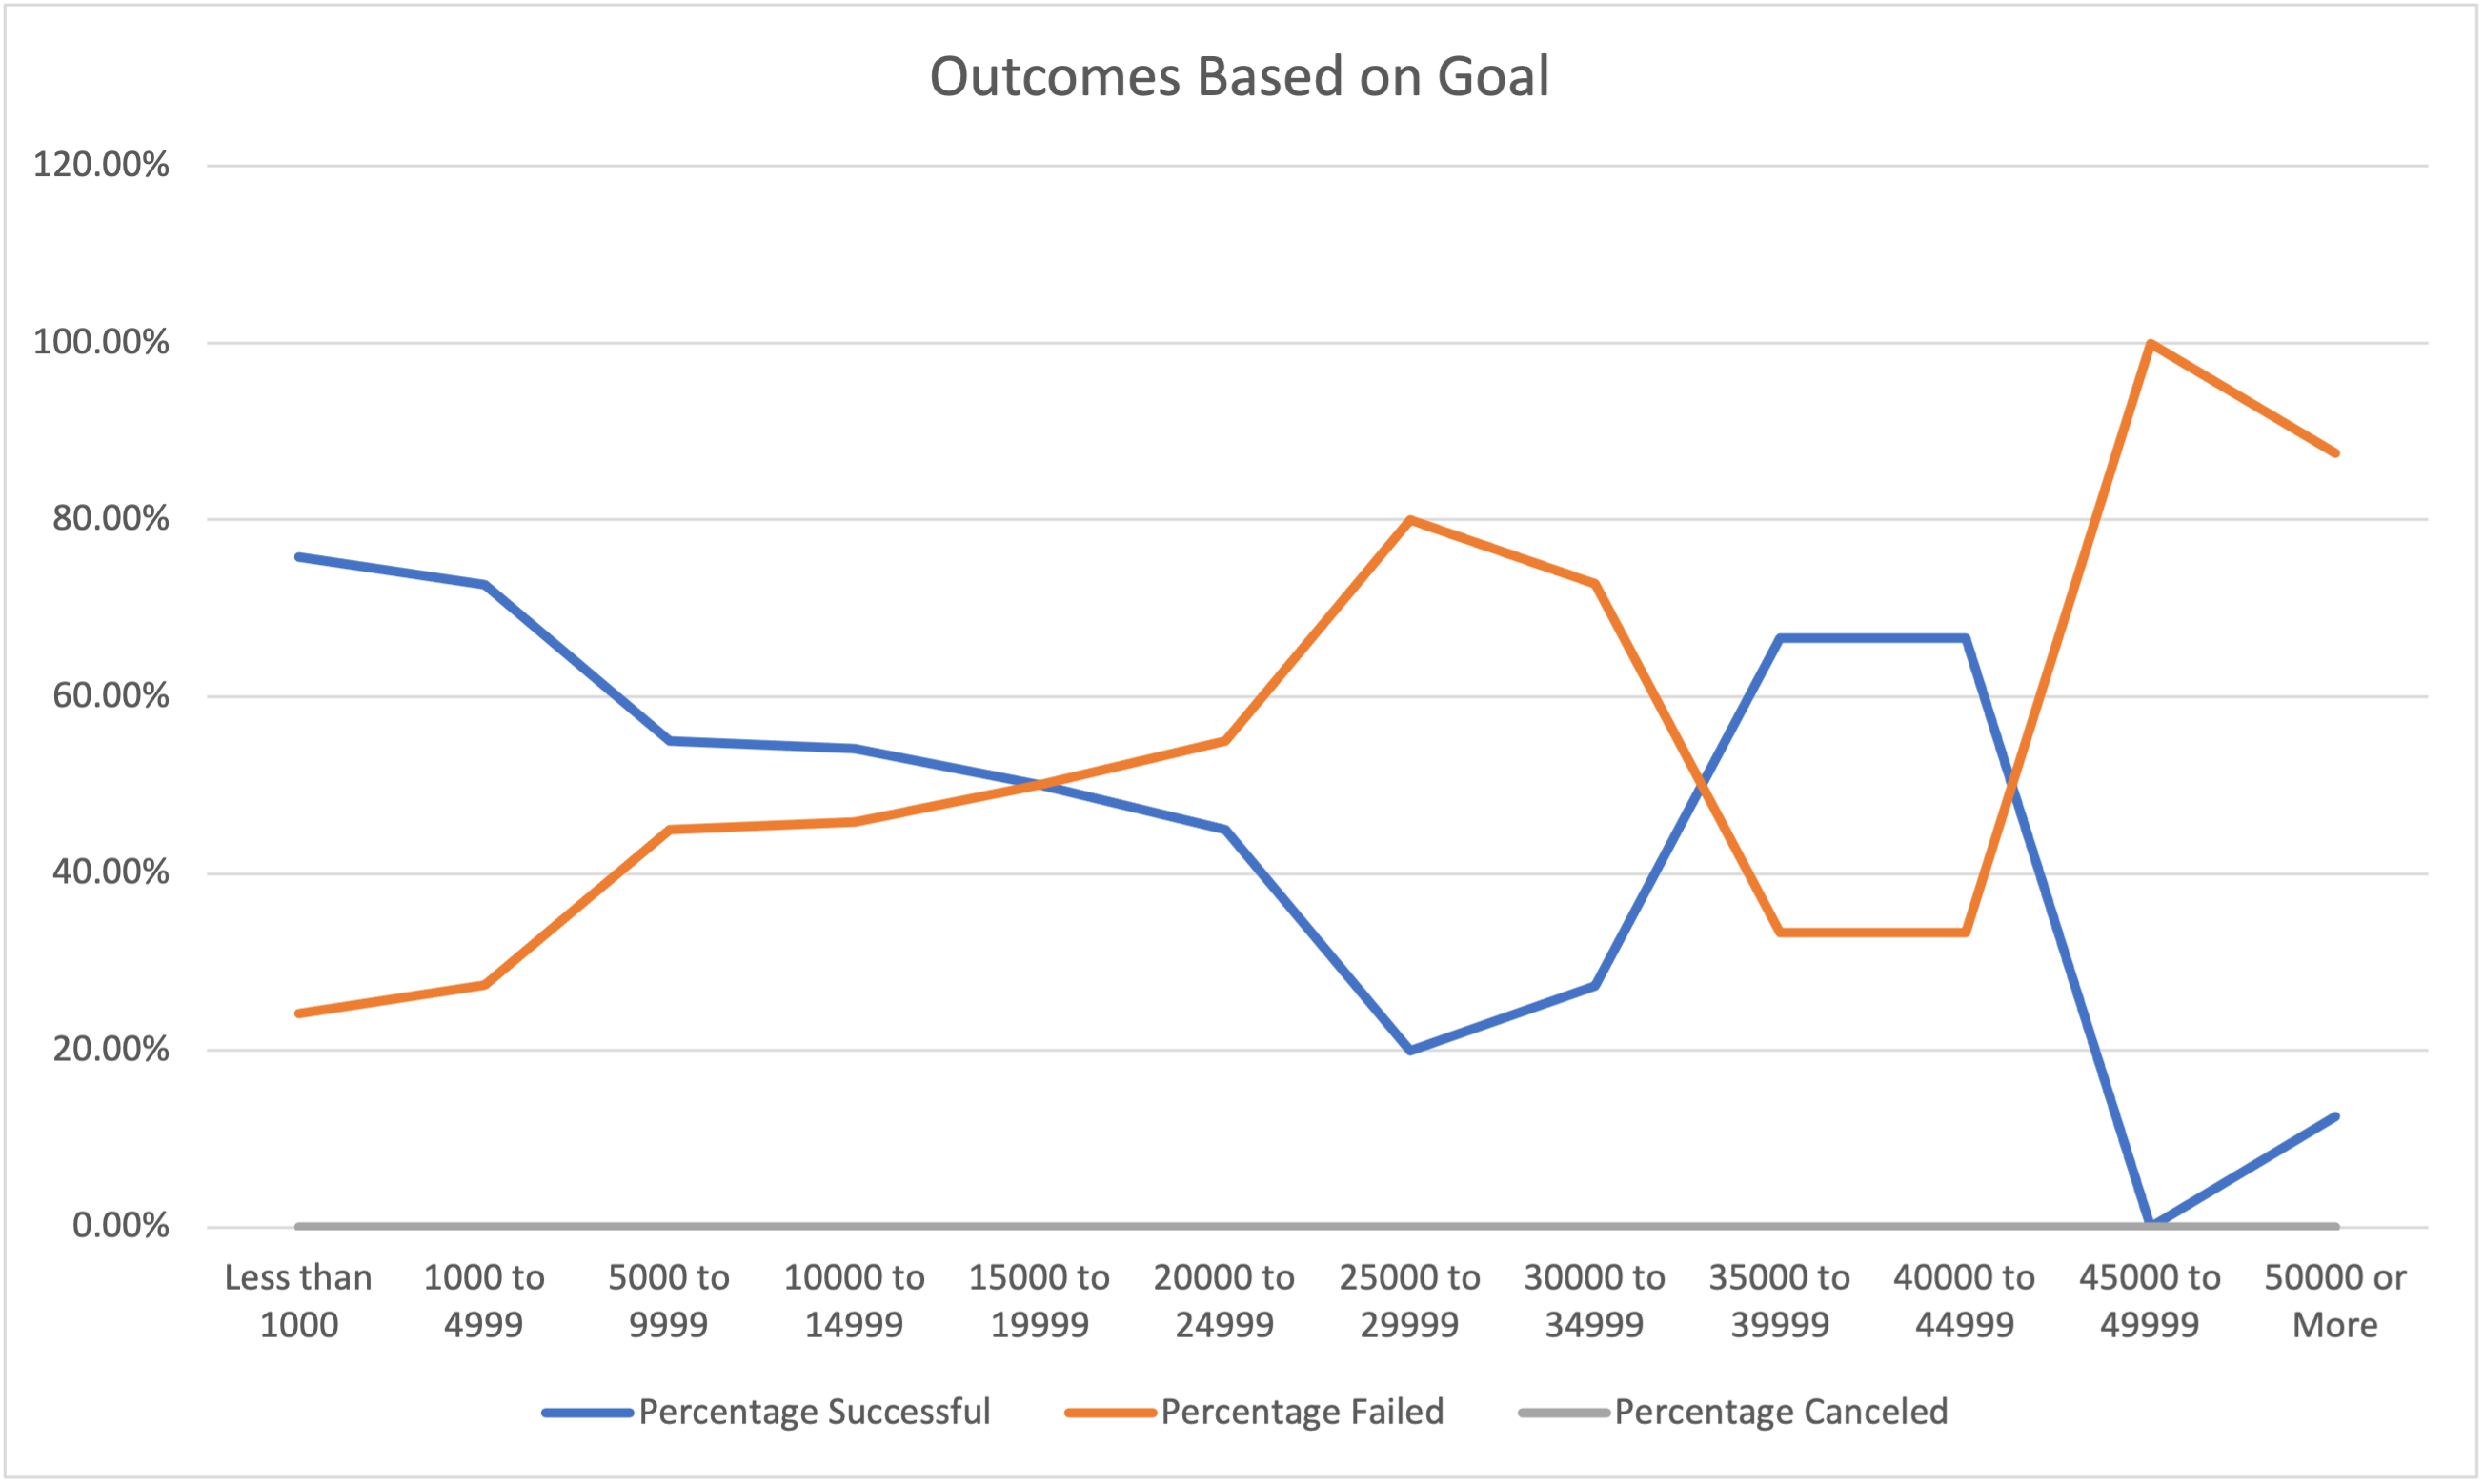 Outcomes Based on Goal
120.00%
100.00%
80.00%
60.00%
40.00%
20.00%
0.00%
Less than
1000
1000 to
4999
5000 to
9999
10000 to
14999
15000 to
19999
20000 to
24999
25000 to
29999
30000 to
34999
35000 to
39999
40000 to
44999
45000 to
49999
50000 or
More
Percentage Successful
Percentage Failed
Percentage Canceled